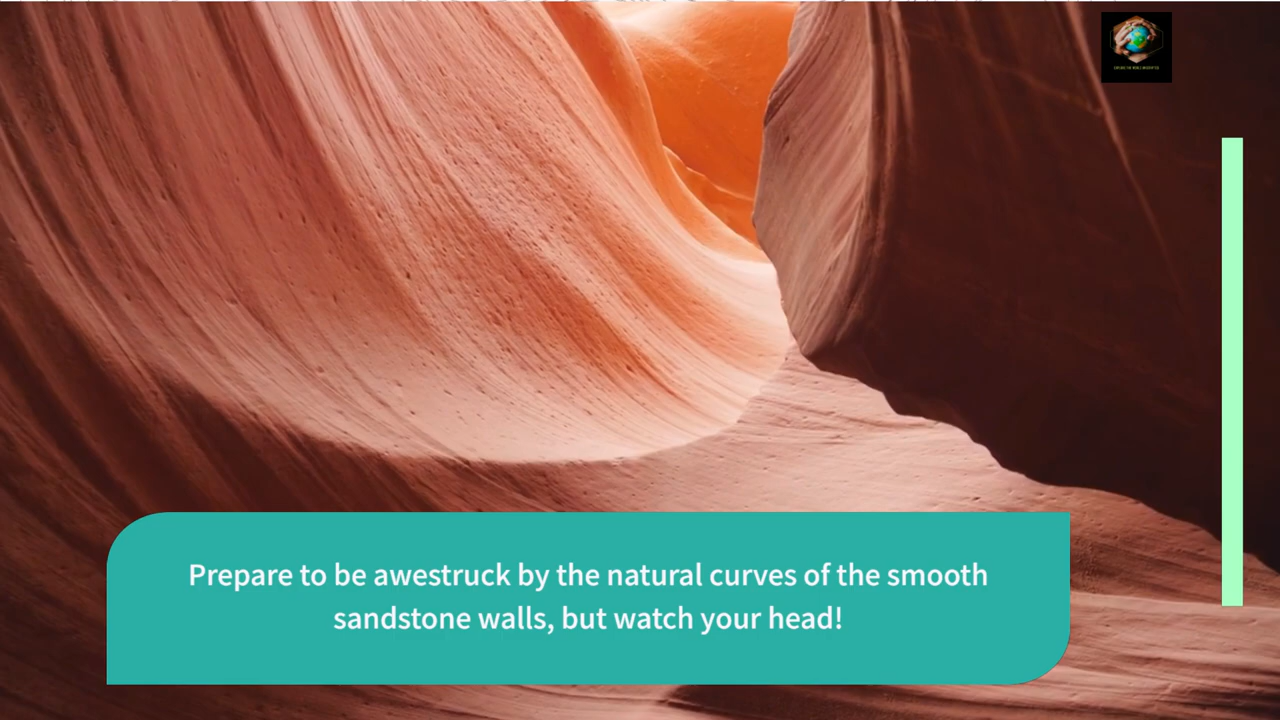 Prepare to be awestruck by the natural curves of the smooth
sandstone walls, but watch your head!